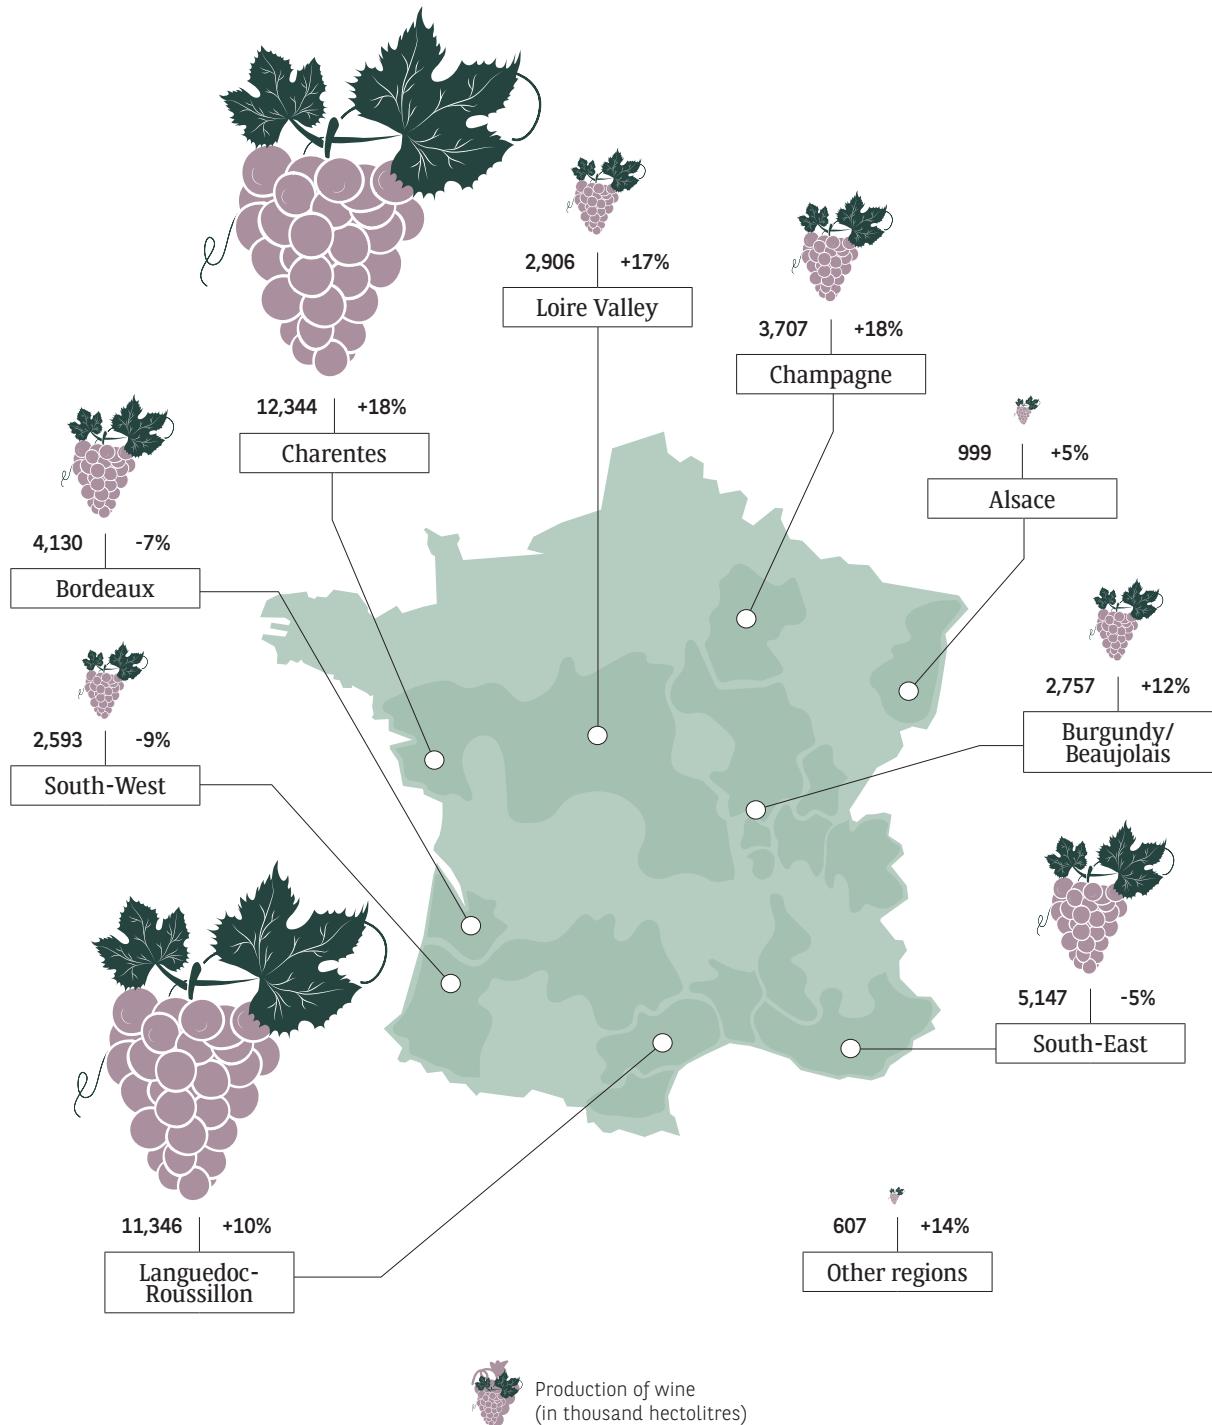 2,906 +17%
Loire Valley
3,707 +18%
Champagne
12,344 +18%
Charentes
999 +5%
Alsace
4,130 -7%
Bordeaux
2,757 +12%
Burgundy/
Beaujolais
2,593 -9%
South-West
5,147 -5%
South-East
11,346 +10%
Languedoc-
Roussillon
607 +14%
Other regions
Production of wine
(in thousand hectolitres)